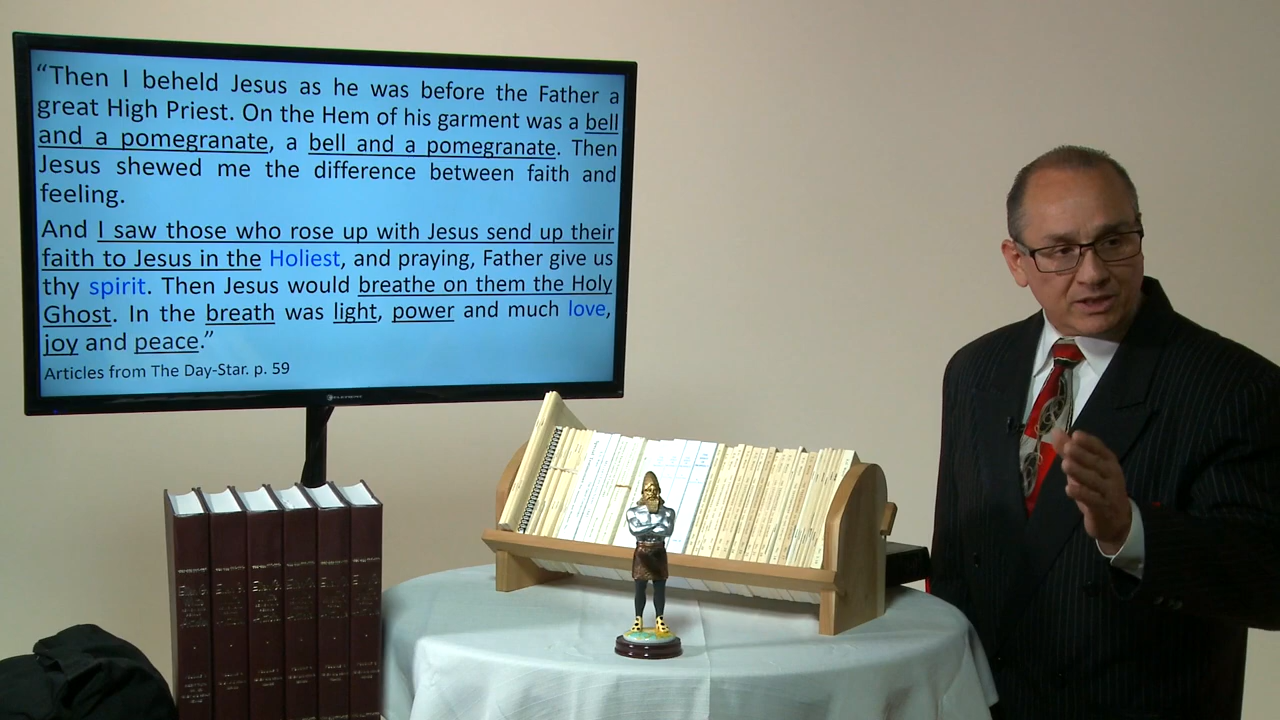 “Then I beheld Jesus as he was before the Father a
great High Priest. On the Hem of his garment was a bell
and a pomegranate, a bell and a pomegranate. Then
Jesus shewed me the difference between faith and
feeling.
And I saw those who rose up with Jesus send up their
faith to Jesus in the Holiest, and praying, Father give us
thy spirit. Then Jesus would breathe on them the Holy
Ghost. In the breath was light, power and much love,
joy and peace.”
Articles from The Day-Star. p. 59